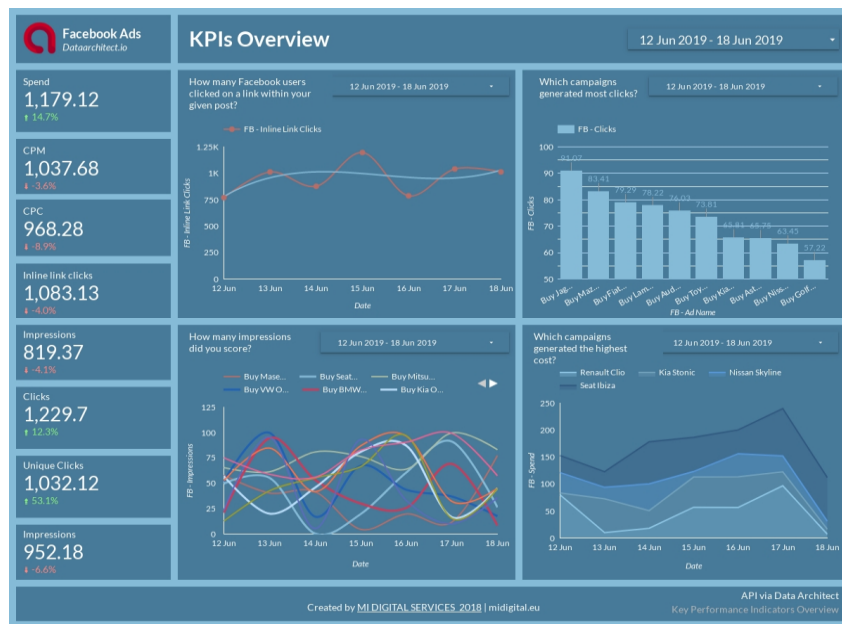 Facebook Ads
Dataarchitect.io
KPIs Overview
12 Jun 2019 - 18 Jun 2019
Spend
1,179.12
⬆ 14.7%
CPM
1,037.68
⬇ -3.6%
CPC
968.28
⬇ -8.9%
Inline link clicks
1,083.13
⬇ -4.0%
Impressions
819.37
⬇ -4.1%
Clicks
1,229.7
⬆ 12.3%
Unique Clicks
1,032.12
⬆ 53.1%
Impressions
952.18
⬇ -6.6%
How many Facebook users
clicked on a link within your
given post?
12 Jun 2019 - 18 Jun 2019
FB - Inline Link Clicks
1.25K
1K
750
500
250
0
FB - Inline Link Clicks
12 Jun 13 Jun 14 Jun 15 Jun 16 Jun 17 Jun 18 Jun
Date
Which campaigns
generated most clicks?
12 Jun 2019 - 18 Jun 2019
FB - Clicks
100
90
80
70
60
50
FB - Clicks
91.07 83.41 79.29 78.22 76.03 73.81 65.81 65.75 63.45 57.22
Buy Jag... Buy Maz... Buy Fiat... Buy Lam... Buy Aud... Buy Toy... Buy Kia... Buy Ast... Buy Niss... Buy Golf...
FB - Ad Name
How many impressions
did you score?
12 Jun 2019 - 18 Jun 2019
Buy Mase... Buy Seat... Buy Mitsu...
Buy VW O... Buy BMW... Buy Kia O...
125
100
75
50
25
0
FB - Impressions
12 Jun 13 Jun 14 Jun 15 Jun 16 Jun 17 Jun 18 Jun
Date
Which campaigns
generated the highest
cost?
12 Jun 2019 - 18 Jun 2019
Renault Clio Kia Stonic Nissan Skyline
Seat Ibiza
250
200
150
100
50
0
FB - Spend
12 Jun 13 Jun 14 Jun 15 Jun 16 Jun 17 Jun 18 Jun
Date
Created by MI DIGITAL SERVICES 2018 | midigital.eu
API via Data Architect
Key Performance Indicators Overview